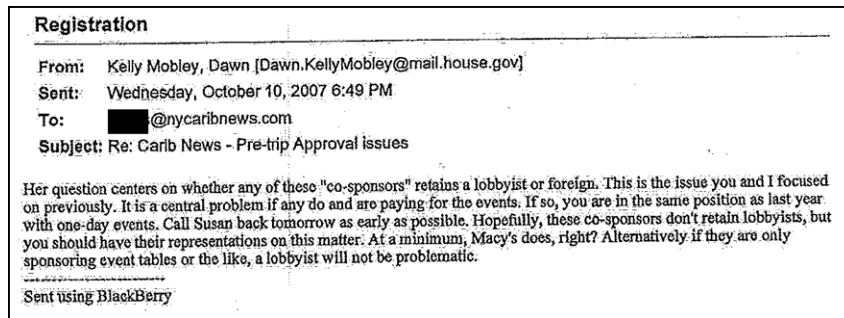 Registration
From: Kelly Mobley, Dawn [Dawn.KellyMobley@mail.house.gov]
Sent: Wednesday, October 10, 2007 6:49 PM
To: @nycaribnews.com
Subject: Re: Carib News - Pre-trip Approval issues
Her question centers on whether any of these "co-sponsors" retains a lobbyist or foreign. This is the issue you and I focused
on previously. It is a central problem if any do and are paying for the events. If so, you are in the same position as last year
with one-day events. Call Susan back tomorrow as early as possible. Hopefully, these co-sponsors don't retain lobbyists, but
you should have their representations on this matter. At a minimum, Macy's does, right? Alternatively if they are only
sponsoring event tables or the like, a lobbyist will not be problematic.
Sent using BlackBerry